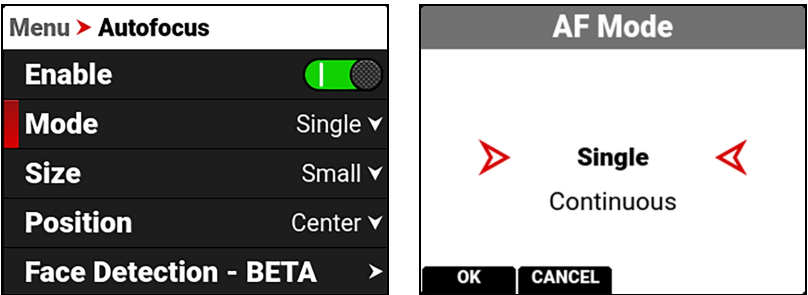 Menu > Autofocus
Enable
Mode Single
Size Small
Position Center
Face Detection - BETA >
AF Mode
Single
Continuous
OK CANCEL